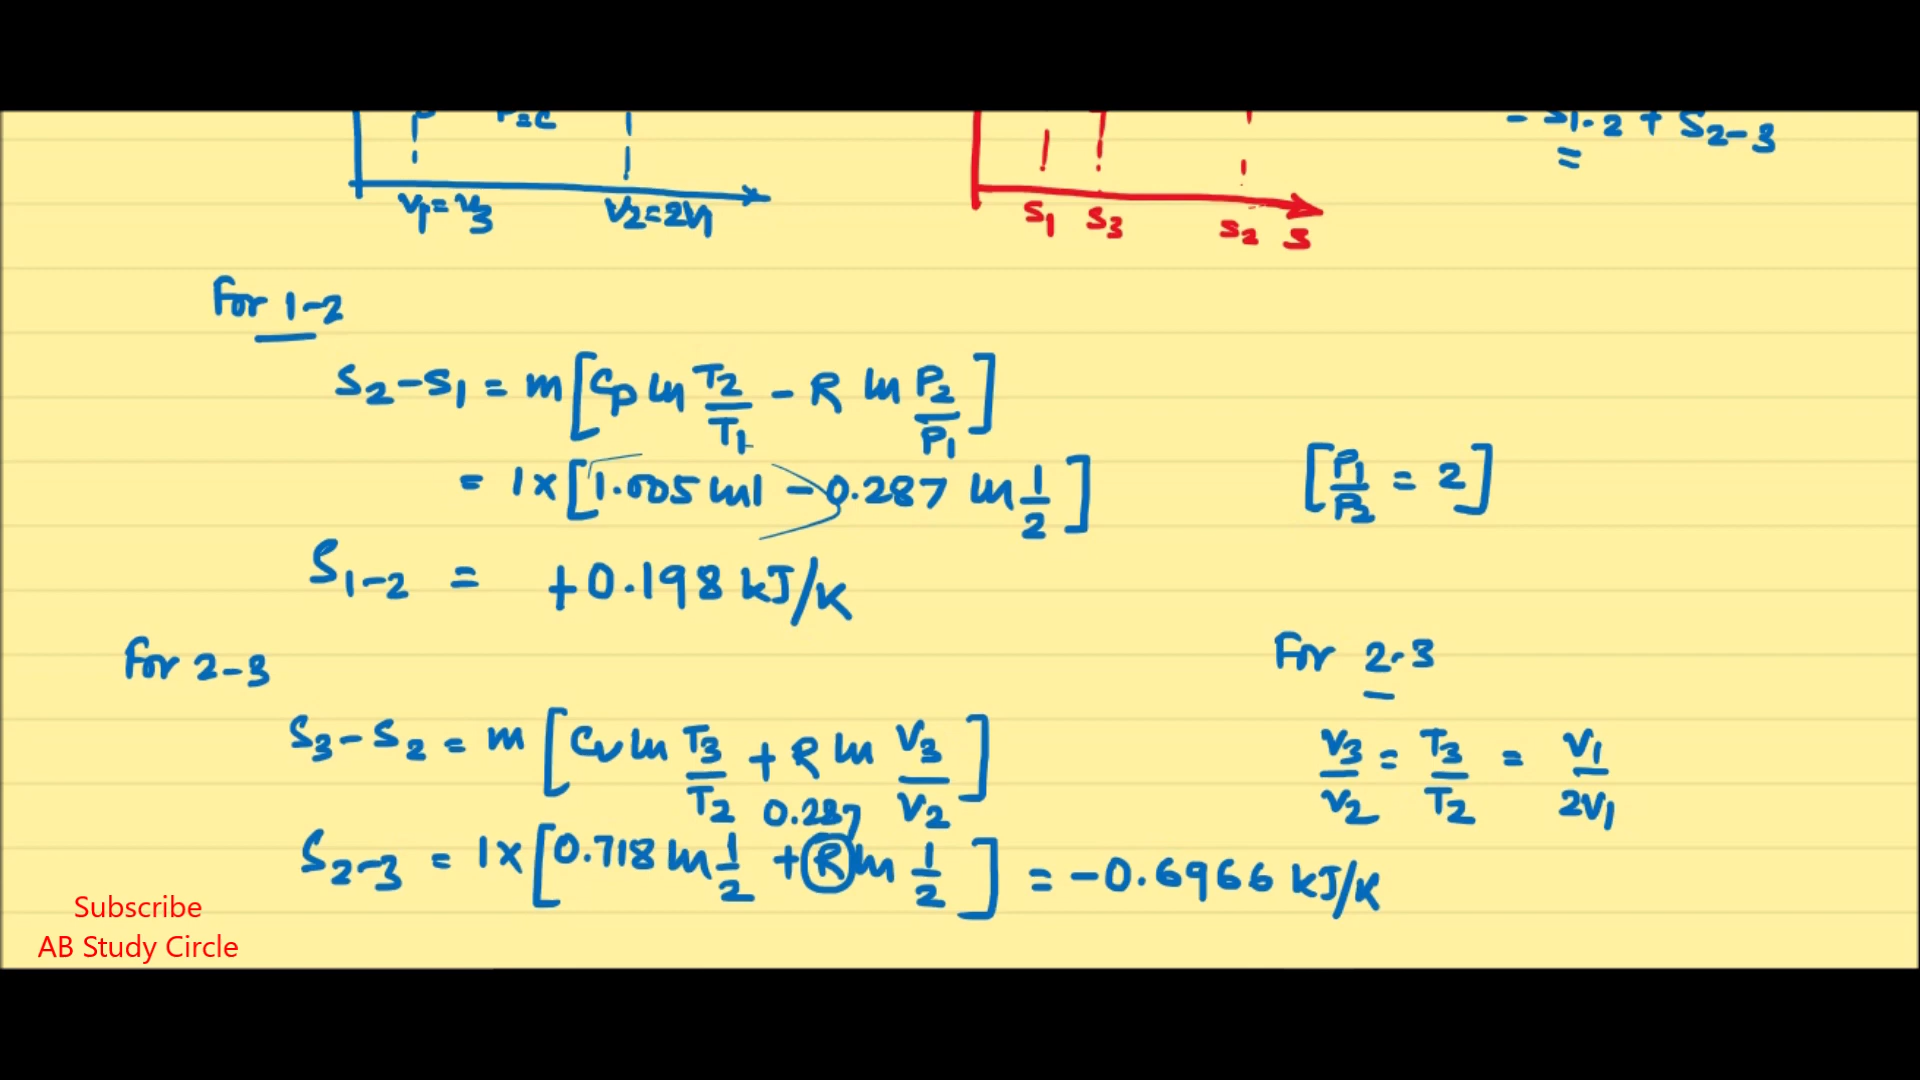 P=C
- S1-2 + S2-3
=
V1=V3 V2=2V1
S1 S3 S2 S
For 1-2
S2-S1 = m[Cp ln T2/T1 - R ln P2/P1]
= 1x[1.005 ln1 - 0.287 ln 1/2] [P1/P2 = 2]
S1-2 = +0.198 kJ/K
For 2-3
For 2-3
S3-S2 = m[Cv ln T3/T2 + R ln V3/V2]
V3/V2 = T3/T2 = V1/2V1
0.287
S2-3 = 1x[0.718 ln 1/2 + R ln 1/2] = -0.6966 kJ/K
Subscribe
AB Study Circle